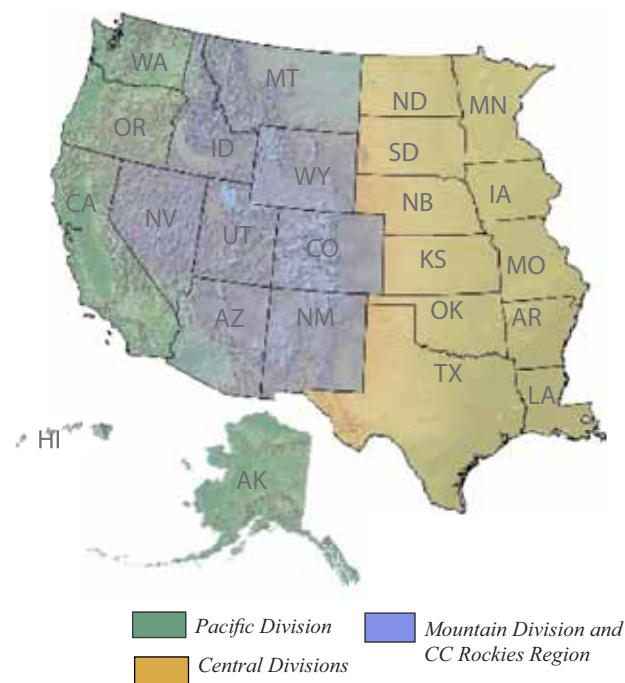 WA
MT
ND
MN
OR
ID
SD
WY
IA
CA
NV
NB
UT
CO
KS
MO
AZ
NM
OK
AR
TX
LA
HI
AK
Pacific Division
Mountain Division and
CC Rockies Region
Central Divisions